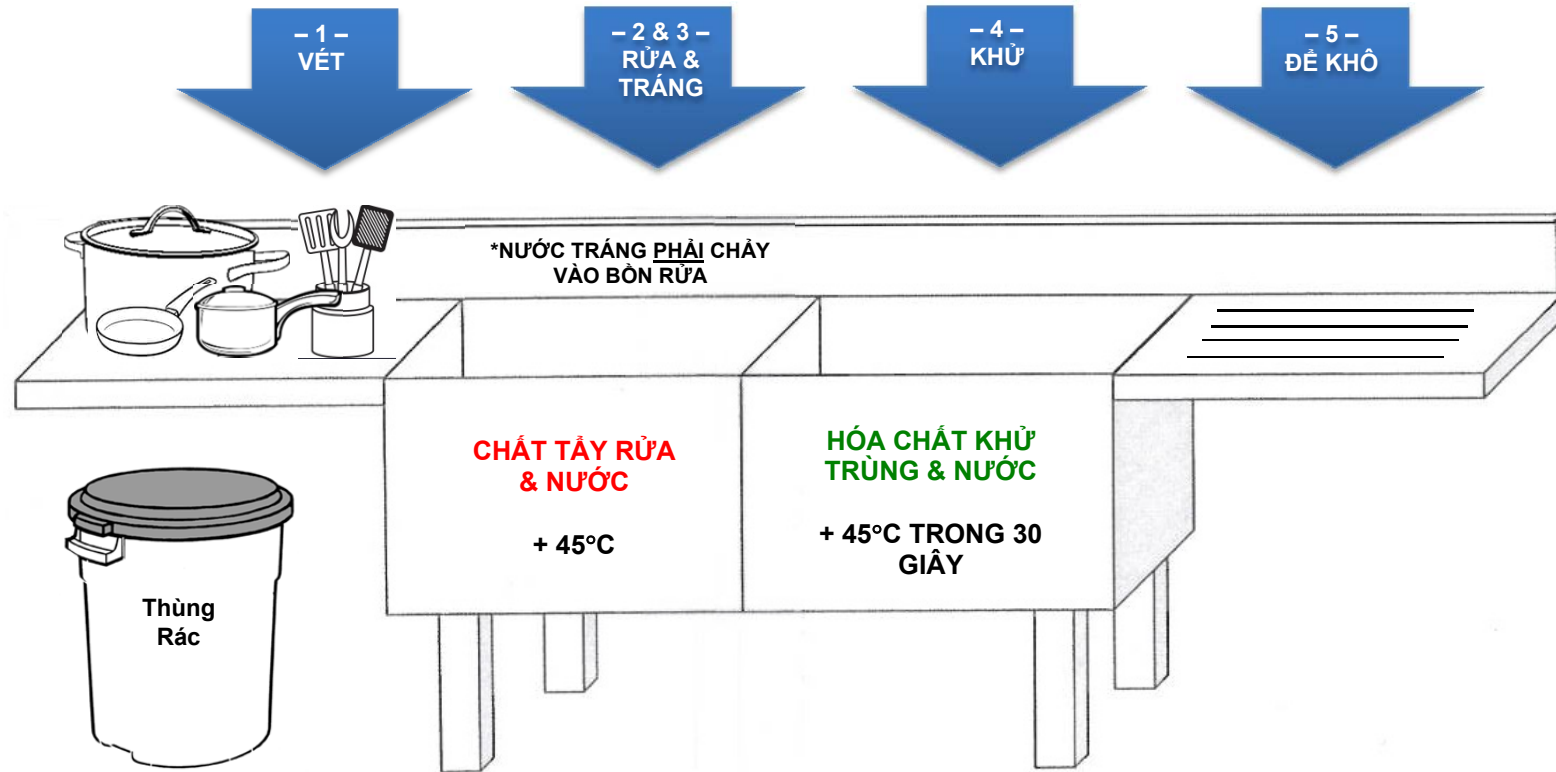 – 1 –
VÉT
– 2 & 3 –
RỬA &
TRÁNG
– 4 –
KHỬ
– 5 –
ĐỂ KHÔ
*NƯỚC TRÁNG PHẢI CHẢY
VÀO BỒN RỬA
CHẤT TẨY RỬA
& NƯỚC
+ 45°C
HÓA CHẤT KHỬ
TRÙNG & NƯỚC
+ 45°C TRONG 30
GIÂY
Thùng
Rác